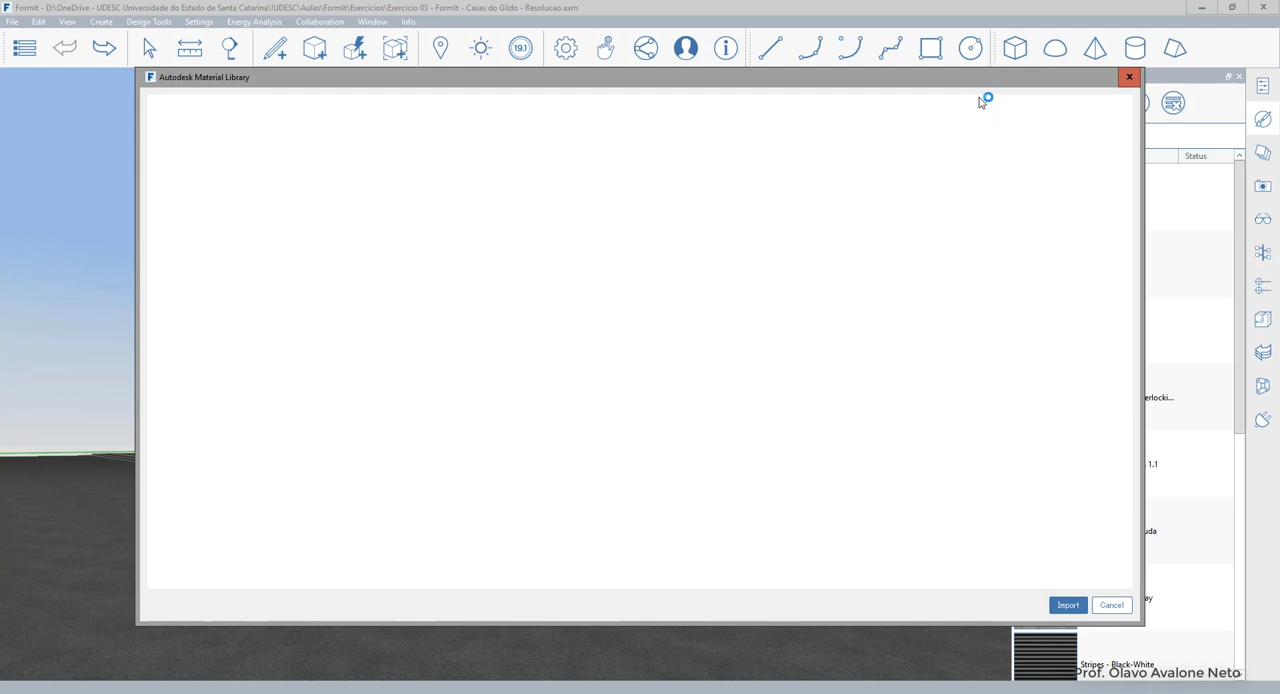 FormIt - D:\OneDrive - UDESC Universidade do Estado de Santa Catarina\UDESC\Aulas\FormIt\Exercicios\Exercicio 03 - FormIt - Casas do Gildo - Resolucao.axm
File Edit View Create Settings Design Tools Energy Analysis Collaboration Window Info
19.1
Autodesk Material Library
Status
erlocki...
1.1
uda
ay
Import Cancel
Stripes - Black-White
Prof. Olavo Avalone Neto